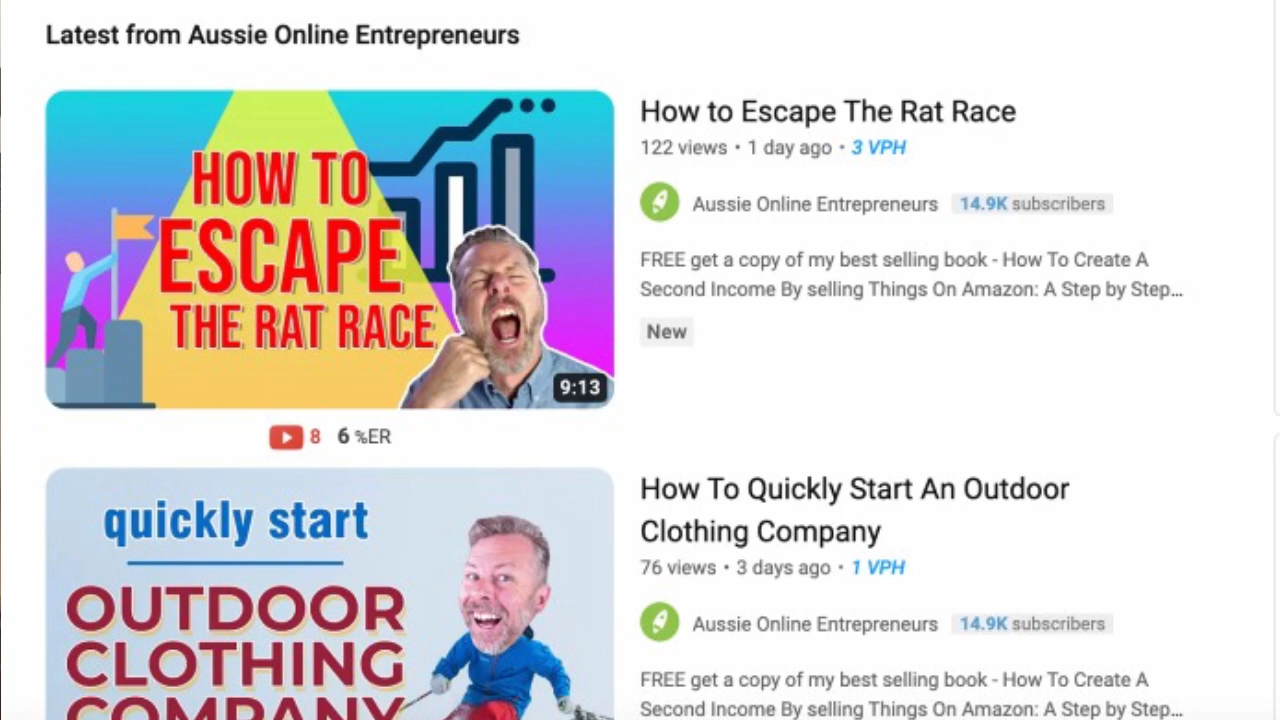 Latest from Aussie Online Entrepreneurs
HOW TO
ESCAPE
THE RAT RACE
9:13
8 6 %ER
How to Escape The Rat Race
122 views • 1 day ago • 3 VPH
Aussie Online Entrepreneurs 14.9K subscribers
FREE get a copy of my best selling book - How To Create A
Second Income By selling Things On Amazon: A Step by Step...
New
quickly start
OUTDOOR
CLOTHING
COMPANY
How To Quickly Start An Outdoor
Clothing Company
76 views • 3 days ago • 1 VPH
Aussie Online Entrepreneurs 14.9K subscribers
FREE get a copy of my best selling book - How To Create A
Second Income By selling Things On Amazon: A Step by Step...